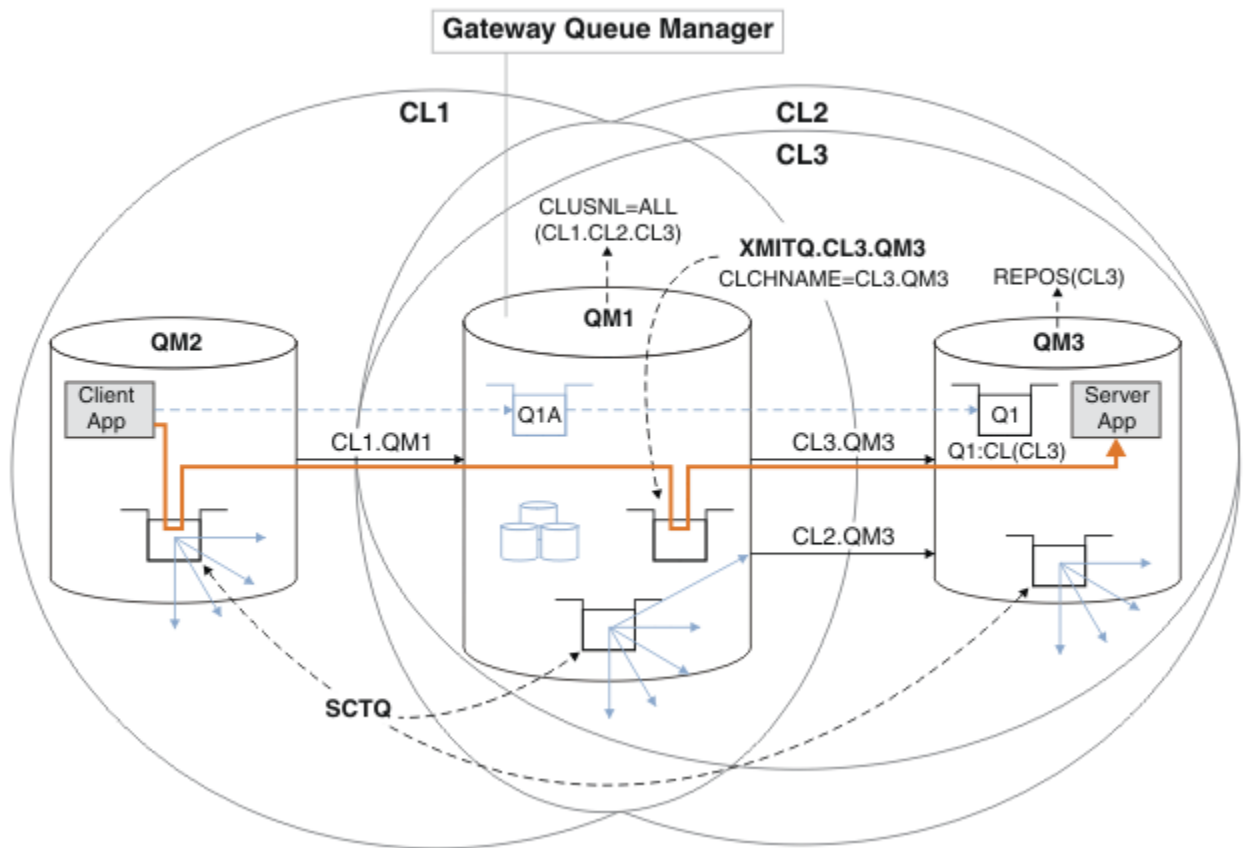 Gateway Queue Manager
CL1
CL2
CL3
CLUSNL=ALL
(CL1.CL2.CL3)
XMITQ.CL3.QM3
CLCHNAME=CL3.QM3
REPOS(CL3)
QM2
QM1
QM3
Client
App
Q1A
Q1
Server
App
CL1.QM1
CL3.QM3
Q1:CL(CL3)
CL2.QM3
SCTQ